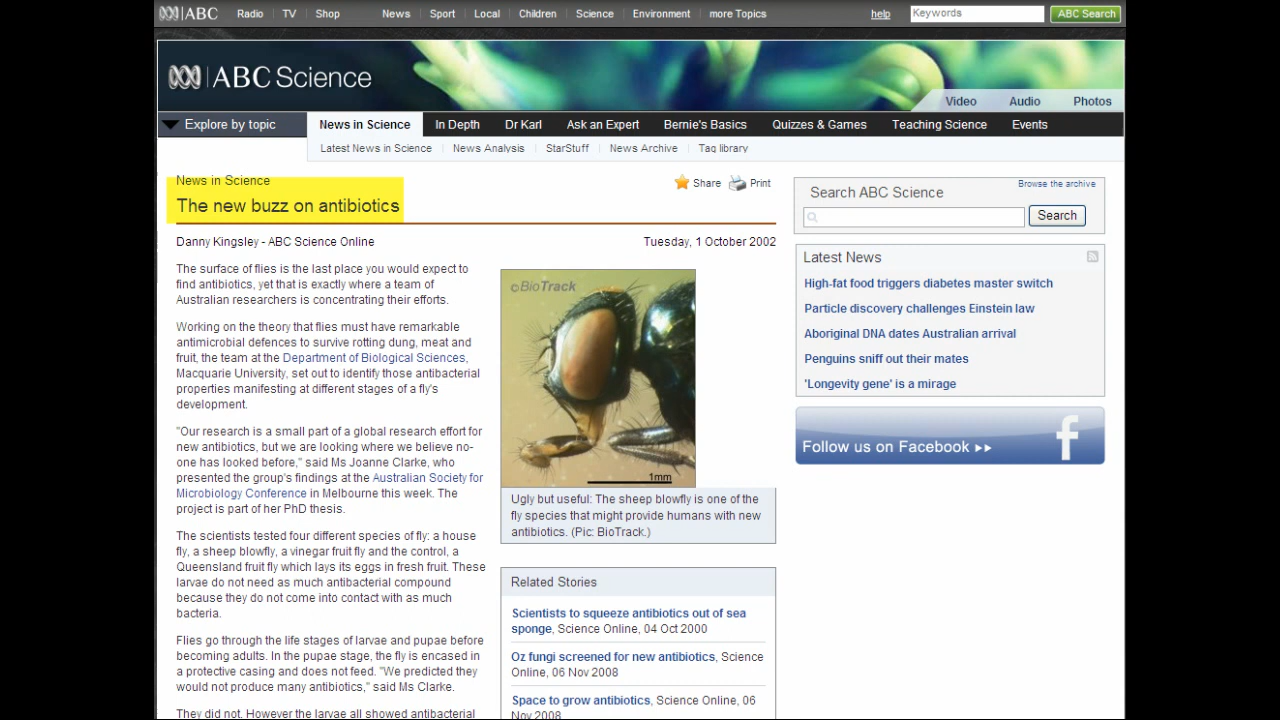 ABC
Radio
TV
Shop
News
Sport
Local
Children
Science
Environment
more Topics
help
Keywords
ABC Search
ABC Science
Video
Audio
Photos
Explore by topic
News in Science
In Depth
Dr Karl
Ask an Expert
Bernie's Basics
Quizzes & Games
Teaching Science
Events
Latest News in Science
News Analysis
StarStuff
News Archive
Tag library
News in Science
The new buzz on antibiotics
Share
Print
Danny Kingsley - ABC Science Online
Tuesday, 1 October 2002
The surface of flies is the last place you would expect to
find antibiotics, yet that is exactly where a team of
Australian researchers is concentrating their efforts.
Working on the theory that flies must have remarkable
antimicrobial defences to survive rotting dung, meat and
fruit, the team at the Department of Biological Sciences,
Macquarie University, set out to identify those antibacterial
properties manifesting at different stages of a fly's
development.
"Our research is a small part of a global research effort for
new antibiotics, but we are looking where we believe no-
one has looked before," said Ms Joanne Clarke, who
presented the group's findings at the Australian Society for
Microbiology Conference in Melbourne this week. The
project is part of her PhD thesis.
The scientists tested four different species of fly: a house
fly, a sheep blowfly, a vinegar fruit fly and the control, a
Queensland fruit fly which lays its eggs in fresh fruit. These
larvae do not need as much antibacterial compound
because they do not come into contact with as much
bacteria.
Flies go through the life stages of larvae and pupae before
becoming adults. In the pupae stage, the fly is encased in
a protective casing and does not feed. "We predicted they
would not produce many antibiotics," said Ms Clarke.
They did not. However the larvae all showed antibacterial
©BioTrack
1mm
Ugly but useful: The sheep blowfly is one of the
fly species that might provide humans with new
antibiotics. (Pic: BioTrack.)
Related Stories
Scientists to squeeze antibiotics out of sea
sponge, Science Online, 04 Oct 2000
Oz fungi screened for new antibiotics, Science
Online, 06 Nov 2008
Space to grow antibiotics, Science Online, 06
Nov 2008
Search ABC Science
Browse the archive
Search
Latest News
High-fat food triggers diabetes master switch
Particle discovery challenges Einstein law
Aboriginal DNA dates Australian arrival
Penguins sniff out their mates
'Longevity gene' is a mirage
Follow us on Facebook
f